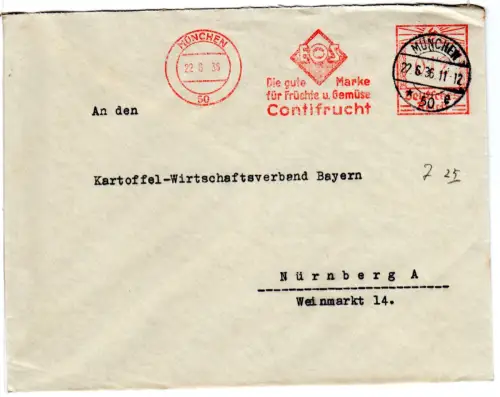 MÜNCHEN
22 6 36
50
Die gute Marke
für Früchte u. Gemüse
Contifrucht
MÜNCHEN
22.6.36.11-12
* 50 e
An den
Kartoffel-Wirtschaftsverband Bayern
25
Nürnberg A
Weinmarkt 14.